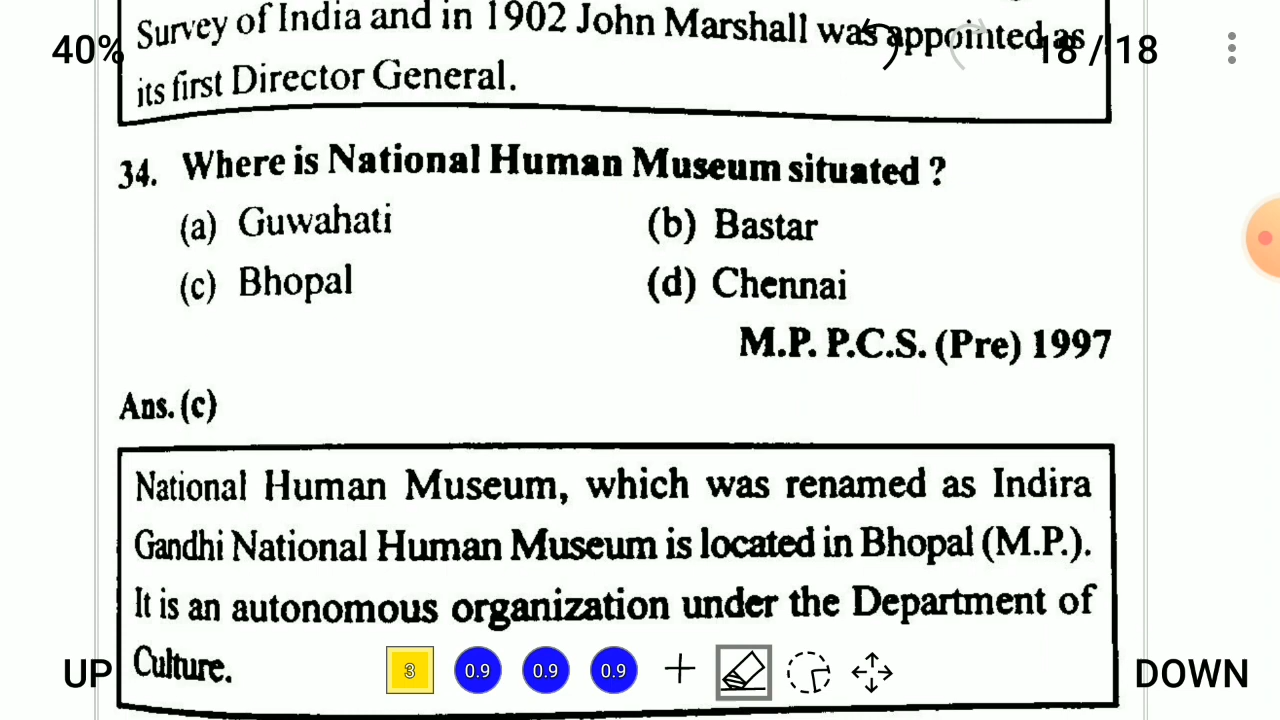 Survey of India and in 1902 John Marshall was appointed as
40% 18 / 18
its first Director General.
34. Where is National Human Museum situated ?
(a) Guwahati (b) Bastar
(c) Bhopal (d) Chennai
M.P. P.C.S. (Pre) 1997
Ans. (c)
National Human Museum, which was renamed as Indira
Gandhi National Human Museum is located in Bhopal (M.P.).
It is an autonomous organization under the Department of
Culture.
UP 3 0.9 0.9 0.9 DOWN